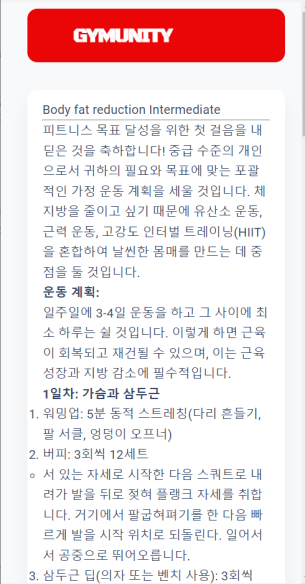 GYMUNITY
Body fat reduction Intermediate
피트니스 목표 달성을 위한 첫 걸음을 내
딛은 것을 축하합니다! 중급 수준의 개인
으로서 귀하의 필요와 목표에 맞는 포괄
적인 가정 운동 계획을 세울 것입니다. 체
지방을 줄이고 싶기 때문에 유산소 운동,
근력 운동, 고강도 인터벌 트레이닝(HIIT)
을 혼합하여 날씬한 몸매를 만드는 데 중
점을 둘 것입니다.
운동 계획:
일주일에 3-4일 운동을 하고 그 사이에 최
소 하루는 쉴 것입니다. 이렇게 하면 근육
이 회복되고 재건될 수 있으며, 이는 근육
성장과 지방 감소에 필수적입니다.
1일차: 가슴과 삼두근
1. 워밍업: 5분 동적 스트레칭(다리 흔들기,
팔 서클, 엉덩이 오프너)
2. 버피: 3회씩 12세트
○ 서 있는 자세로 시작한 다음 스쿼트로 내
려가 발을 뒤로 젖혀 플랭크 자세를 취합
니다. 거기에서 팔굽혀펴기를 한 다음 빠
르게 발을 시작 위치로 되돌린다. 일어서
서 공중으로 뛰어오릅니다.
3. 삼두근 딥(의자 또는 벤치 사용): 3회씩